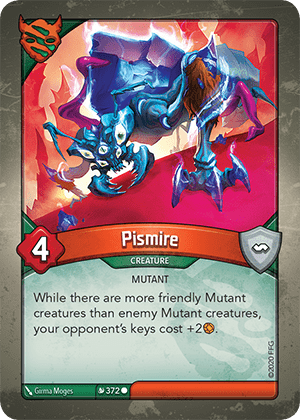 4
Pismire
CREATURE
MUTANT
While there are more friendly Mutant
creatures than enemy Mutant creatures,
your opponent's keys cost +2.
Girma Moges
372
©2020 FFG